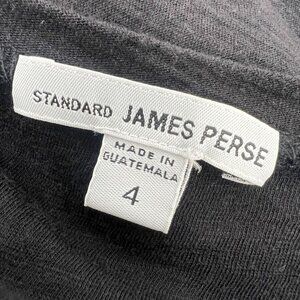 STANDARD JAMES PERSE
MADE IN
GUATEMALA
4